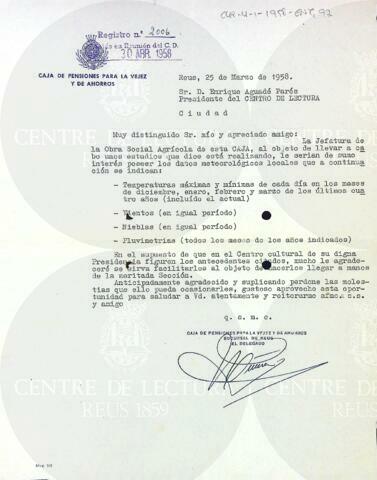 CUR-4-1-1958-ENT, 92
Registro n.º 2006
en Reunión del C.D.
30 ABR. 1958
CAJA DE PENSIONES PARA LA VEJEZ
Y DE AHORROS
Reus, 25 de Marzo de 1958.
Sr. D. Enrique Aguadé Parés
Presidente del CENTRO DE LECTURA
C i u d a d
Muy distinguido Sr. mío y apreciado amigo:
La Jefatura de
la Obra Social Agrícola de esta CAJA, al objeto de llevar a ca
bo unos estudios que dice está realizando, le serian de sumo
interés poseer los datos meteorológicos locales que a continua
ción se indican:
- Temperaturas máximas y mínimas de cada día en los meses
de diciembre, enero, febrero y marzo de los últimos cua
tro años (incluído el actual)
- Vientos (en igual período)
- Nieblas (en igual período)
- Pluvimetrias (todos los meses de los años indicados)
En el supuesto de que en el Centro cultural de su digna
Presidencia figuren los antecedentes citados, mucho le agrade-
ceré se sirva facilitarlos al objeto de hacerlos llegar a manos
de la meritada Sección.
Anticipadamente agradecido y suplicando perdone las moles-
tias que ello pueda ocasionarles, gustoso aprovecho esta opor-
tunidad para saludar a Vd. atentamente y reiterarme afmo. s.s.
y amigo
q. s. m. e.
CAJA DE PENSIONES PARA LA VEJEZ Y DE AHORROS
SUCURSAL DE REUS
EL DELEGADO
CENTRE DE LECTURA
REUS 1859